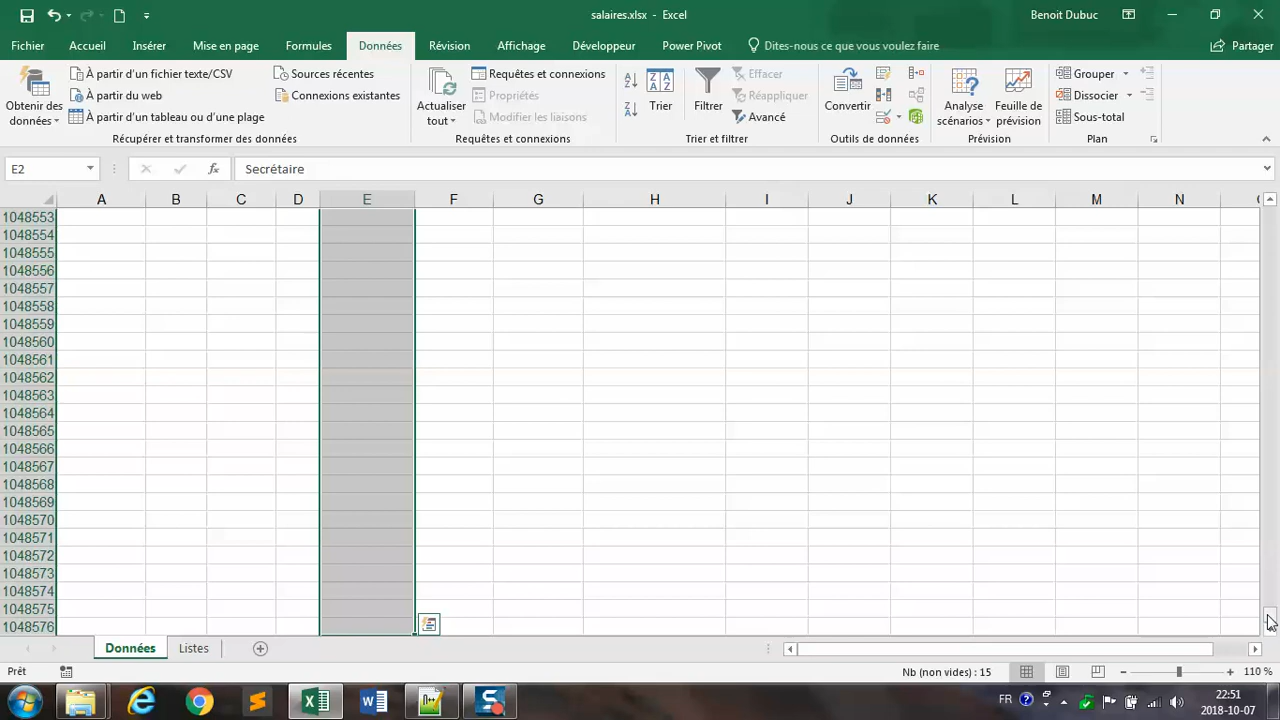 salaires.xlsx - Excel
Benoit Dubuc
Fichier Accueil Insérer Mise en page Formules Données Révision Affichage Développeur Power Pivot Dites-nous ce que vous voulez faire Partager
Obtenir des données
À partir d'un fichier texte/CSV
À partir du web
À partir d'un tableau ou d'une plage
Sources récentes
Connexions existantes
Récupérer et transformer des données
Actualiser tout
Requêtes et connexions
Propriétés
Modifier les liaisons
Requêtes et connexions
Trier
Filtrer
Effacer
Réappliquer
Avancé
Trier et filtrer
Convertir
Outils de données
Analyse scénarios
Feuille de prévision
Prévision
Grouper
Dissocier
Sous-total
Plan
E2
fx
Secrétaire
A B C D E F G H I J K L M N
1048553
1048554
1048555
1048556
1048557
1048558
1048559
1048560
1048561
1048562
1048563
1048564
1048565
1048566
1048567
1048568
1048569
1048570
1048571
1048572
1048573
1048574
1048575
1048576
Données Listes
Prêt
Nb (non vides) : 15
110 %
FR
22:51
2018-10-07